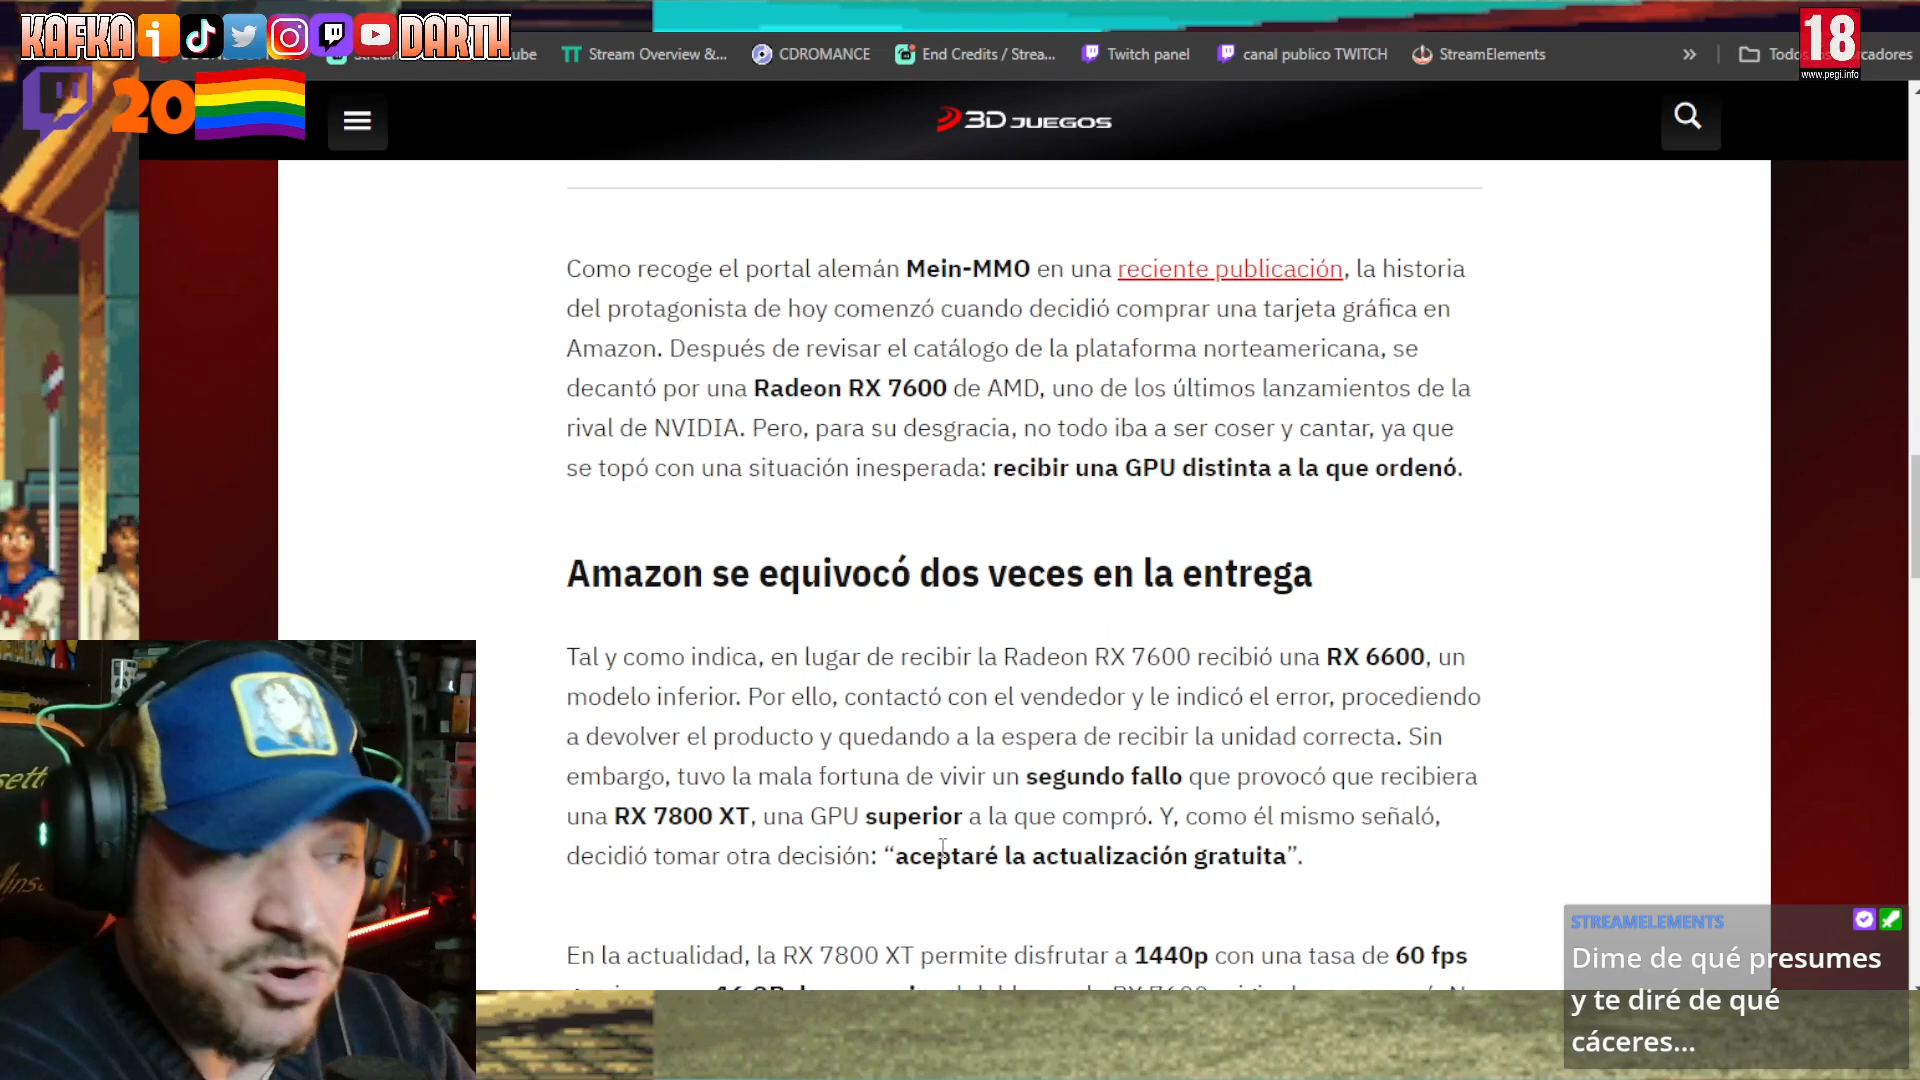 KAFKA i DARTH
ube
Stream Overview &...
CDROMANCE
End Credits / Strea...
Twitch panel
canal publico TWITCH
StreamElements
»
Todos
cadores
18
www.pegi.info
20
3DJUEGOS
Como recoge el portal alemán Mein-MMO en una reciente publicación, la historia
del protagonista de hoy comenzó cuando decidió comprar una tarjeta gráfica en
Amazon. Después de revisar el catálogo de la plataforma norteamericana, se
decantó por una Radeon RX 7600 de AMD, uno de los últimos lanzamientos de la
rival de NVIDIA. Pero, para su desgracia, no todo iba a ser coser y cantar, ya que
se topó con una situación inesperada: recibir una GPU distinta a la que ordenó.
Amazon se equivocó dos veces en la entrega
Tal y como indica, en lugar de recibir la Radeon RX 7600 recibió una RX 6600, un
modelo inferior. Por ello, contactó con el vendedor y le indicó el error, procediendo
a devolver el producto y quedando a la espera de recibir la unidad correcta. Sin
embargo, tuvo la mala fortuna de vivir un segundo fallo que provocó que recibiera
una RX 7800 XT, una GPU superior a la que compró. Y, como él mismo señaló,
decidió tomar otra decisión: “aceptaré la actualización gratuita”.
En la actualidad, la RX 7800 XT permite disfrutar a 1440p con una tasa de 60 fps
STREAMELEMENTS
Dime de qué presumes
y te diré de qué
cáceres...